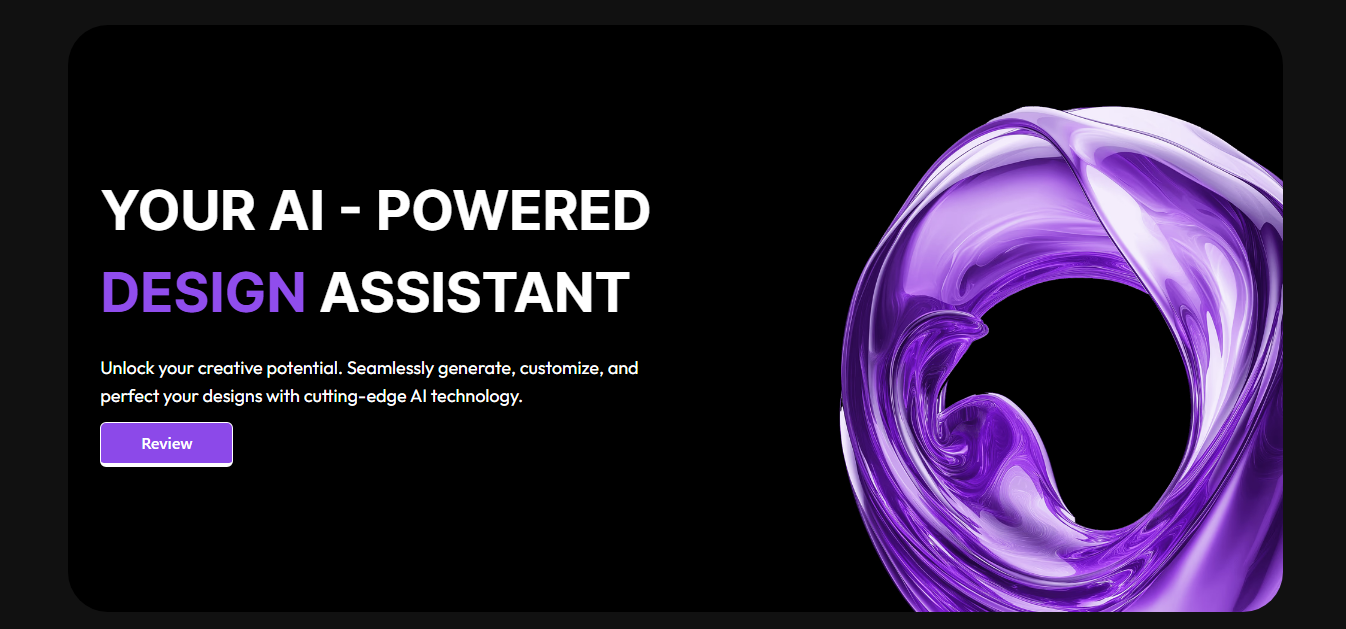 YOUR AI - POWERED
DESIGN ASSISTANT
Unlock your creative potential. Seamlessly generate, customize, and
perfect your designs with cutting-edge AI technology.
Review